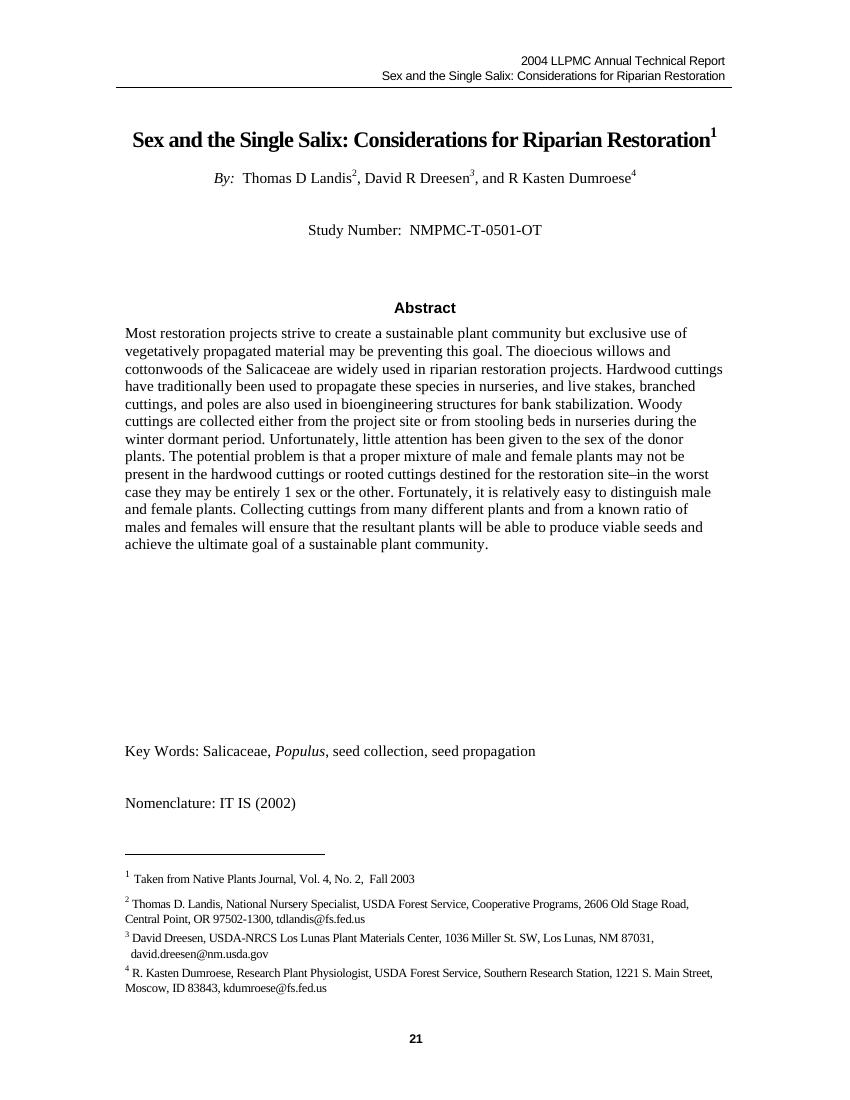 2004 LLPMC Annual Technical Report
Sex and the Single Salix: Considerations for Riparian Restoration
Sex and the Single Salix: Considerations for Riparian Restoration1
By: Thomas D Landis2, David R Dreesen3, and R Kasten Dumroese4
Study Number: NMPMC-T-0501-OT
Abstract
Most restoration projects strive to create a sustainable plant community but exclusive use of
vegetatively propagated material may be preventing this goal. The dioecious willows and
cottonwoods of the Salicaceae are widely used in riparian restoration projects. Hardwood cuttings
have traditionally been used to propagate these species in nurseries, and live stakes, branched
cuttings, and poles are also used in bioengineering structures for bank stabilization. Woody
cuttings are collected either from the project site or from stooling beds in nurseries during the
winter dormant period. Unfortunately, little attention has been given to the sex of the donor
plants. The potential problem is that a proper mixture of male and female plants may not be
present in the hardwood cuttings or rooted cuttings destined for the restoration site–in the worst
case they may be entirely 1 sex or the other. Fortunately, it is relatively easy to distinguish male
and female plants. Collecting cuttings from many different plants and from a known ratio of
males and females will ensure that the resultant plants will be able to produce viable seeds and
achieve the ultimate goal of a sustainable plant community.
Key Words: Salicaceae, Populus, seed collection, seed propagation
Nomenclature: IT IS (2002)
1 Taken from Native Plants Journal, Vol. 4, No. 2, Fall 2003
2 Thomas D. Landis, National Nursery Specialist, USDA Forest Service, Cooperative Programs, 2606 Old Stage Road,
Central Point, OR 97502-1300, tdlandis@fs.fed.us
3 David Dreesen, USDA-NRCS Los Lunas Plant Materials Center, 1036 Miller St. SW, Los Lunas, NM 87031,
david.dreesen@nm.usda.gov
4 R. Kasten Dumroese, Research Plant Physiologist, USDA Forest Service, Southern Research Station, 1221 S. Main Street,
Moscow, ID 83843, kdumroese@fs.fed.us
21